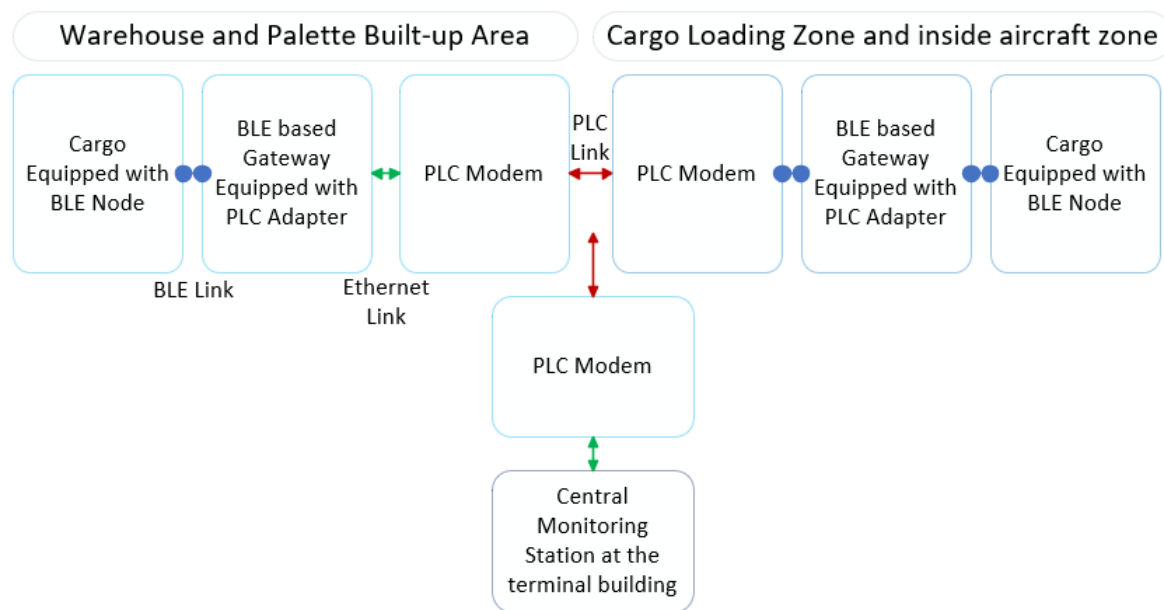 Warehouse and Palette Built-up Area
Cargo Loading Zone and inside aircraft zone
Cargo
Equipped with
BLE Node
BLE based
Gateway
Equipped with
PLC Adapter
PLC Modem
PLC
Link
PLC Modem
BLE based
Gateway
Equipped with
PLC Adapter
Cargo
Equipped with
BLE Node
BLE Link
Ethernet
Link
PLC Modem
Central
Monitoring
Station at the
terminal building